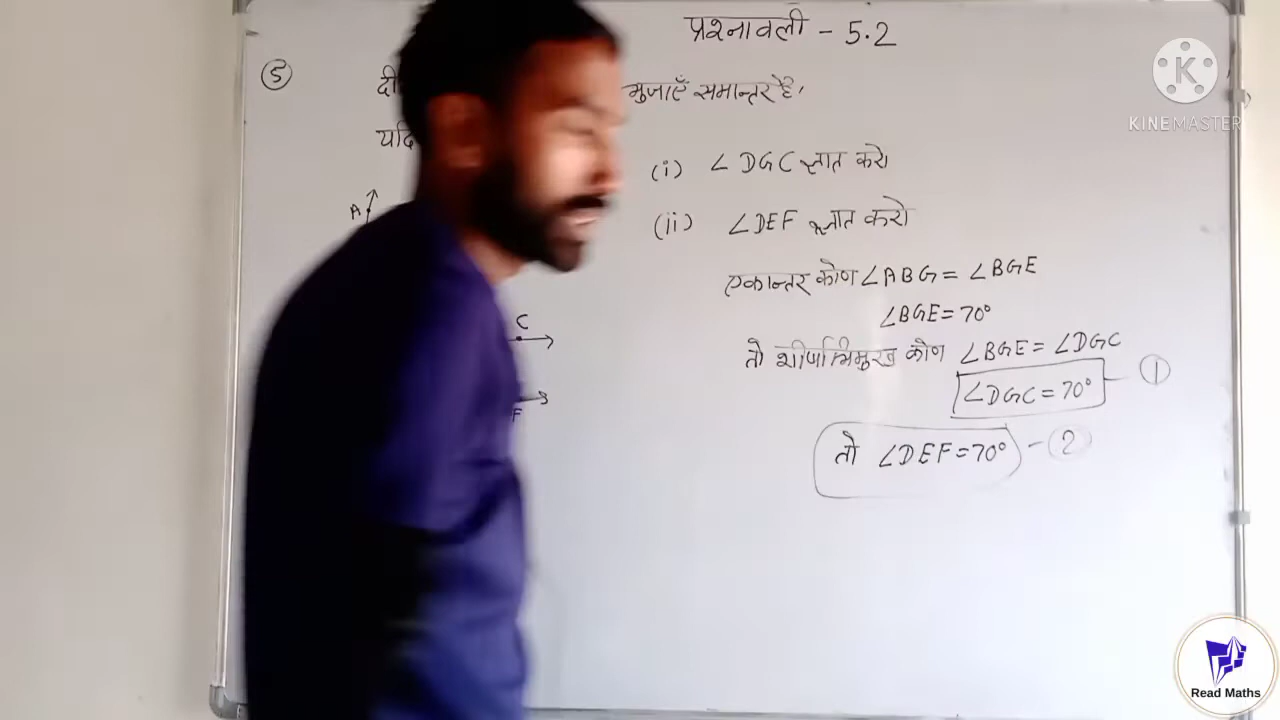 प्रश्नावली - 5.2
(5) दी
भुजाएँ समान्तर है,
यदि
(i) ∠DGC ज्ञात करो
(ii) ∠DEF ज्ञात करो
एकान्तर कोण ∠ABG = ∠BGE
∠BGE = 70°
तो शीर्षाभिमुख कोण ∠BGE = ∠DGC
∠DGC = 70° - (1)
तो ∠DEF = 70° - (2)
A
C
F
K
KINEMASTER
Read Maths